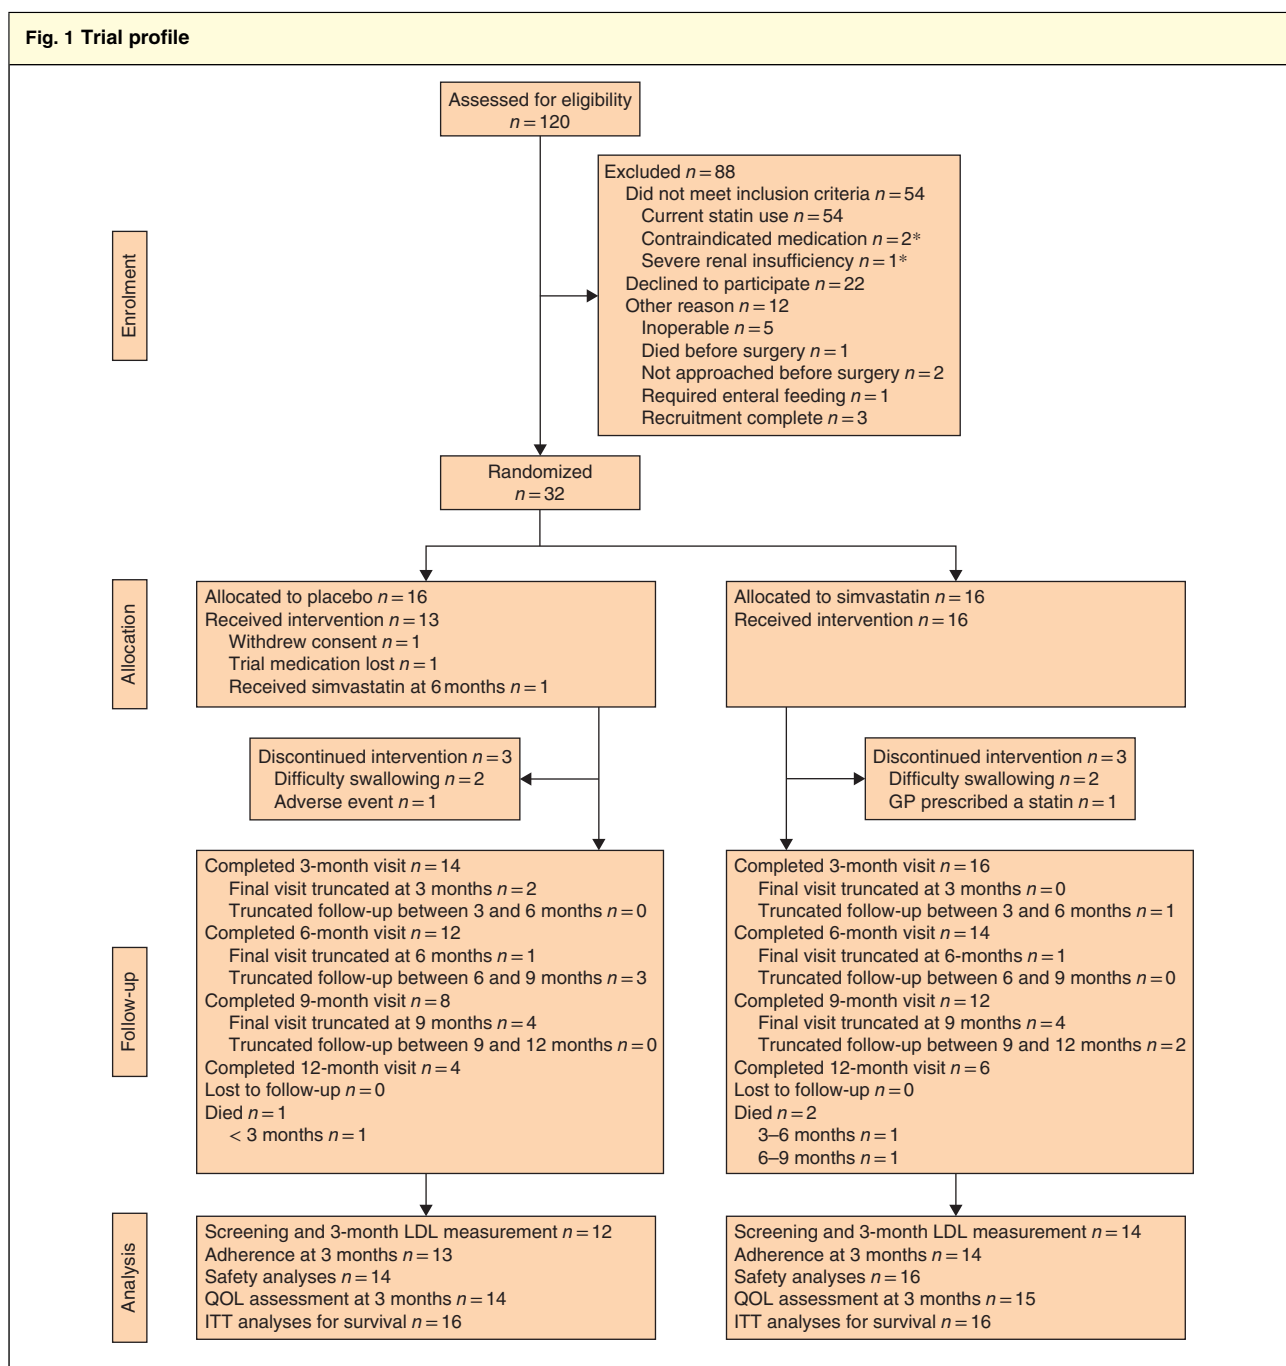 Fig. 1 Trial profile
Assessed for eligibility
n = 120
Excluded n = 88
Did not meet inclusion criteria n = 54
Current statin use n = 54
Contraindicated medication n = 2*
Severe renal insufficiency n = 1*
Declined to participate n = 22
Other reason n = 12
Inoperable n = 5
Died before surgery n = 1
Not approached before surgery n = 2
Required enteral feeding n = 1
Recruitment complete n = 3
Enrolment
Randomized
n = 32
Allocation
Allocated to placebo n = 16
Received intervention n = 13
Withdrew consent n = 1
Trial medication lost n = 1
Received simvastatin at 6 months n = 1
Allocated to simvastatin n = 16
Received intervention n = 16
Discontinued intervention n = 3
Difficulty swallowing n = 2
Adverse event n = 1
Discontinued intervention n = 3
Difficulty swallowing n = 2
GP prescribed a statin n = 1
Follow-up
Completed 3-month visit n = 14
Final visit truncated at 3 months n = 2
Truncated follow-up between 3 and 6 months n = 0
Completed 6-month visit n = 12
Final visit truncated at 6 months n = 1
Truncated follow-up between 6 and 9 months n = 3
Completed 9-month visit n = 8
Final visit truncated at 9 months n = 4
Truncated follow-up between 9 and 12 months n = 0
Completed 12-month visit n = 4
Lost to follow-up n = 0
Died n = 1
< 3 months n = 1
Completed 3-month visit n = 16
Final visit truncated at 3 months n = 0
Truncated follow-up between 3 and 6 months n = 1
Completed 6-month visit n = 14
Final visit truncated at 6-months n = 1
Truncated follow-up between 6 and 9 months n = 0
Completed 9-month visit n = 12
Final visit truncated at 9 months n = 4
Truncated follow-up between 9 and 12 months n = 2
Completed 12-month visit n = 6
Lost to follow-up n = 0
Died n = 2
3–6 months n = 1
6–9 months n = 1
Analysis
Screening and 3-month LDL measurement n = 12
Adherence at 3 months n = 13
Safety analyses n = 14
QOL assessment at 3 months n = 14
ITT analyses for survival n = 16
Screening and 3-month LDL measurement n = 14
Adherence at 3 months n = 14
Safety analyses n = 16
QOL assessment at 3 months n = 15
ITT analyses for survival n = 16